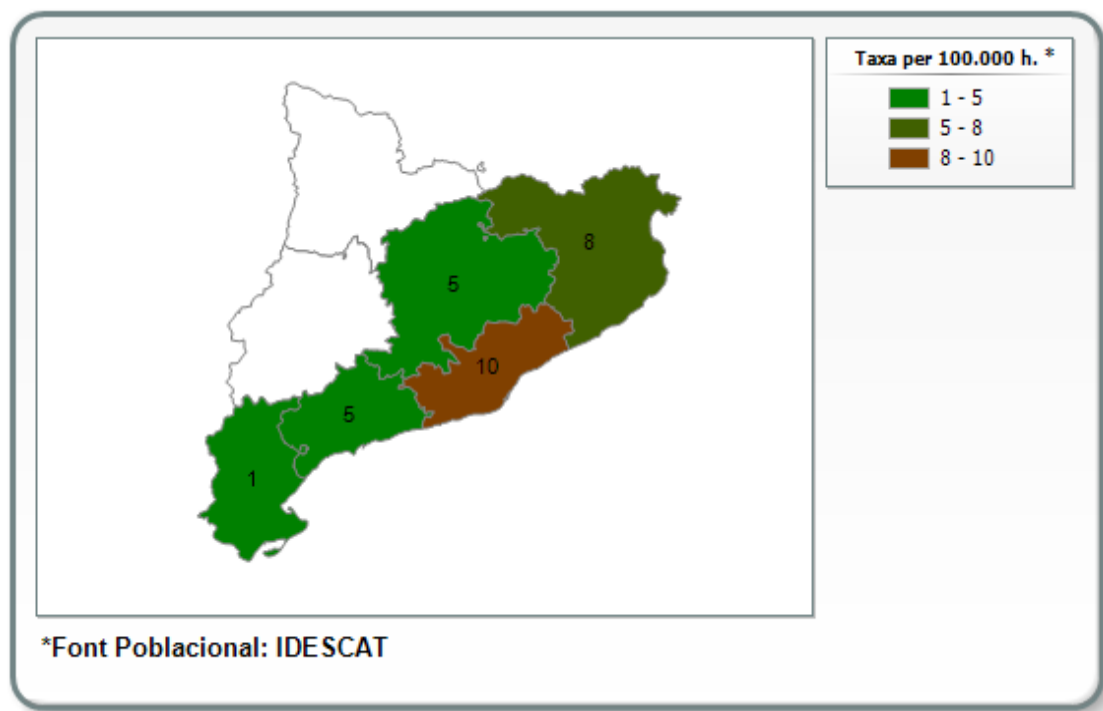 Taxa per 100.000 h. *
1 - 5
5 - 8
8 - 10
8
5
10
5
1
*Font Poblacional: IDESCAT